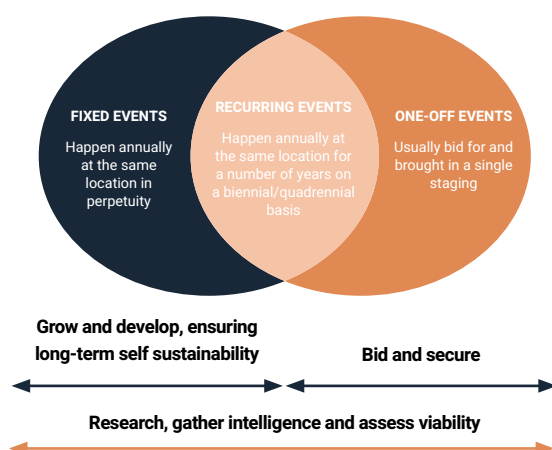 FIXED EVENTS
Happen annually
at the same
location in
perpetuity
RECURRING EVENTS
Happen annually at
the same location for
a number of years on
a biennial/quadrennial
basis
ONE-OFF EVENTS
Usually bid for and
brought in a single
staging
Grow and develop, ensuring
long-term self sustainability
Bid and secure
Research, gather intelligence and assess viability